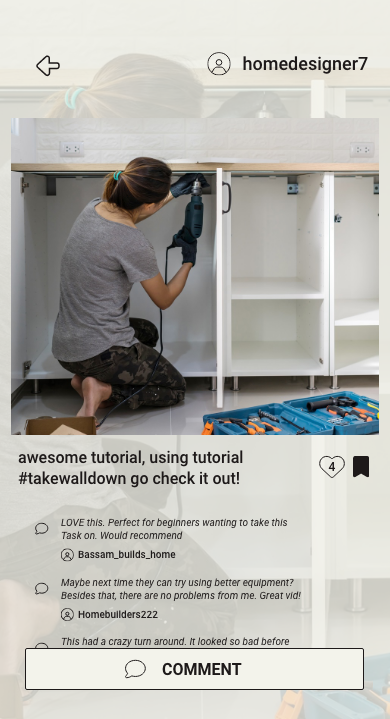 homedesigner7
awesome tutorial, using tutorial
#takewalldown go check it out!
4
LOVE this. Perfect for beginners wanting to take this
Task on. Would recommend
Bassam_builds_home
Maybe next time they can try using better equipment?
Besides that, there are no problems from me. Great vid!
Homebuilders222
This had a crazy turn around. It looked so bad before
COMMENT